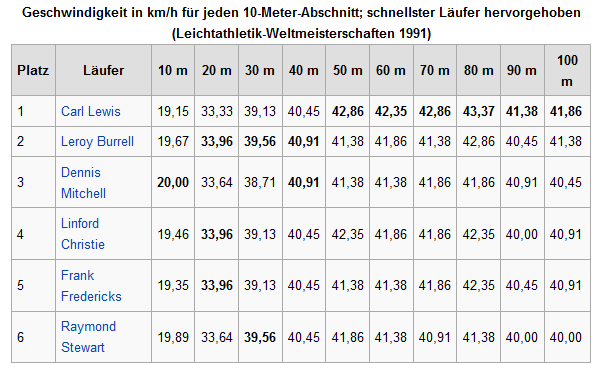 Geschwindigkeit in km/h für jeden 10-Meter-Abschnitt; schnellster Läufer hervorgehoben
(Leichtathletik-Weltmeisterschaften 1991)
Platz Läufer 10 m 20 m 30 m 40 m 50 m 60 m 70 m 80 m 90 m 100 m
1 Carl Lewis 19,15 33,33 39,13 40,45 42,86 42,35 42,86 43,37 41,38 41,86
2 Leroy Burrell 19,67 33,96 39,56 40,91 41,38 41,86 41,38 42,86 40,45 41,38
3 Dennis Mitchell 20,00 33,64 38,71 40,91 41,38 41,38 41,86 41,86 40,91 40,45
4 Linford Christie 19,46 33,96 39,13 40,45 42,35 41,86 41,86 42,35 40,00 40,91
5 Frank Fredericks 19,35 33,96 39,13 40,45 41,38 41,38 41,86 42,35 40,45 40,91
6 Raymond Stewart 19,89 33,64 39,56 40,45 41,86 41,38 40,91 41,38 40,00 40,00